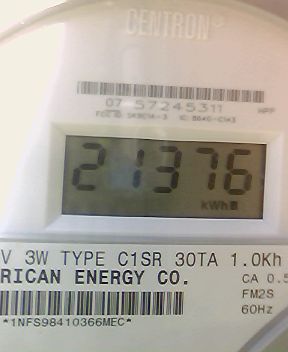 CENTRON®
07 57245311
21376
kWh
V 3W TYPE C1SR 30TA 1.0Kh
RICAN ENERGY CO.
CA 0.5
FM2S
60Hz
*1NFS98410366MEC*